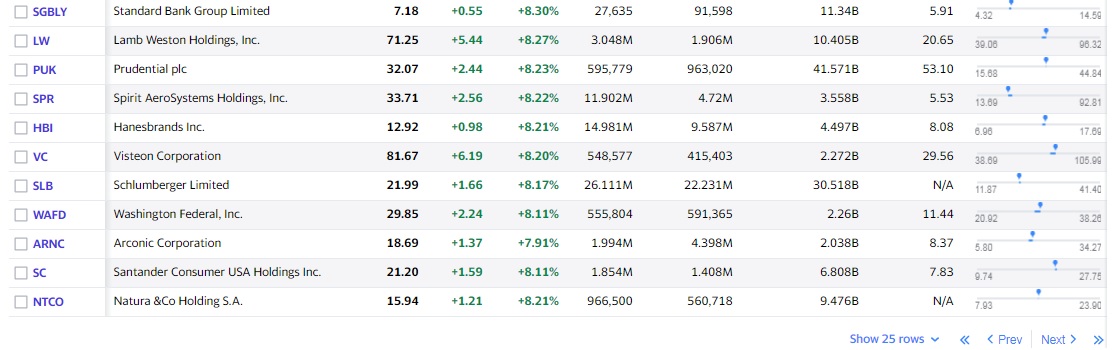 SGBLY Standard Bank Group Limited 7.18 +0.55 +8.30% 27,635 91,598 11.34B 5.91 4.32 14.59
LW Lamb Weston Holdings, Inc. 71.25 +5.44 +8.27% 3.048M 1.906M 10.405B 20.65 39.06 96.32
PUK Prudential plc 32.07 +2.44 +8.23% 595,779 963,020 41.571B 53.10 15.68 44.84
SPR Spirit AeroSystems Holdings, Inc. 33.71 +2.56 +8.22% 11.902M 4.72M 3.558B 5.53 13.69 92.81
HBI Hanesbrands Inc. 12.92 +0.98 +8.21% 14.981M 9.587M 4.497B 8.08 6.96 17.69
VC Visteon Corporation 81.67 +6.19 +8.20% 548,577 415,403 2.272B 29.56 38.69 105.99
SLB Schlumberger Limited 21.99 +1.66 +8.17% 26.111M 22.231M 30.518B N/A 11.87 41.40
WAFD Washington Federal, Inc. 29.85 +2.24 +8.11% 555,804 591,365 2.26B 11.44 20.92 38.26
ARNC Arconic Corporation 18.69 +1.37 +7.91% 1.994M 4.398M 2.038B 8.37 5.80 34.27
SC Santander Consumer USA Holdings Inc. 21.20 +1.59 +8.11% 1.854M 1.408M 6.808B 7.83 9.74 27.75
NTCO Natura &Co Holding S.A. 15.94 +1.21 +8.21% 966,500 560,718 9.476B N/A 7.93 23.90
Show 25 rows Prev Next